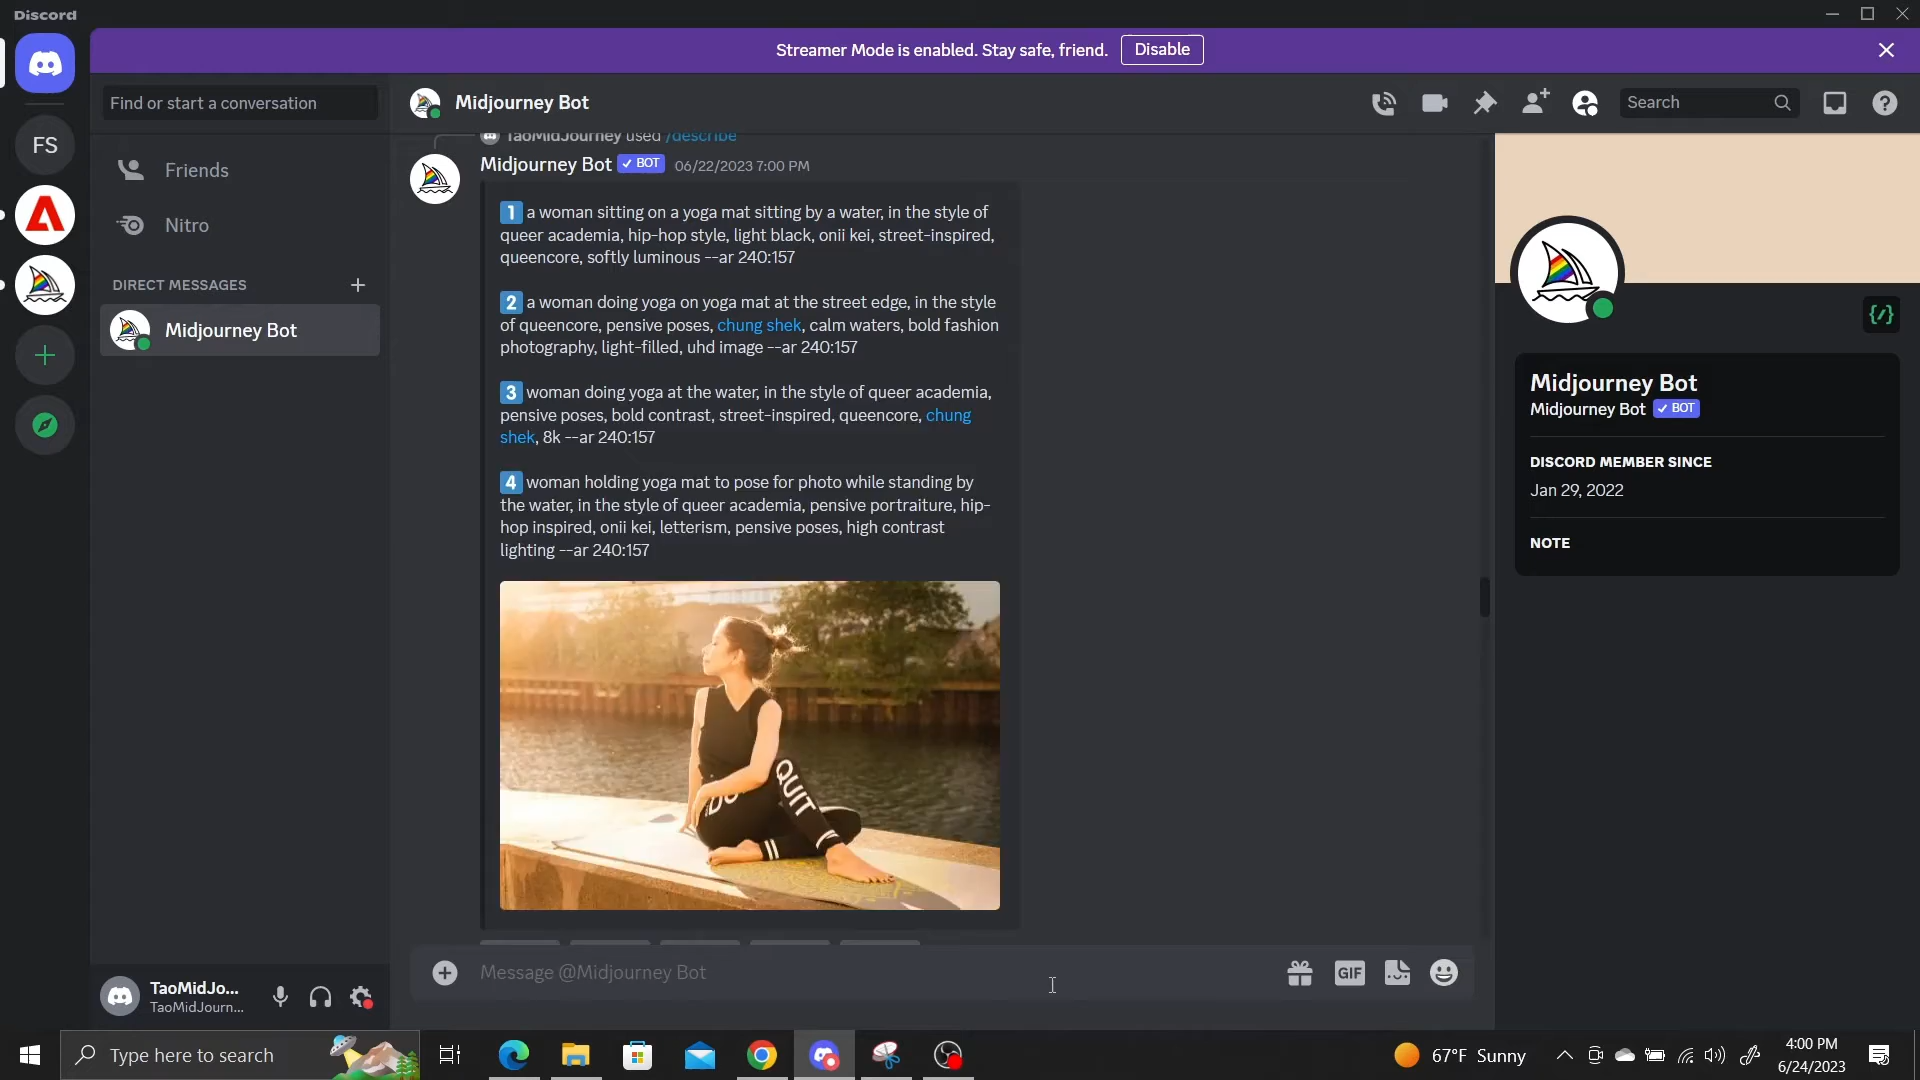 Discord
Streamer Mode is enabled. Stay safe, friend. Disable
Find or start a conversation
Midjourney Bot
Search
FS
Friends
Nitro
DIRECT MESSAGES
Midjourney Bot
TaoMidJourney used /describe
Midjourney Bot BOT 06/22/2023 7:00 PM
1 a woman sitting on a yoga mat sitting by a water, in the style of
queer academia, hip-hop style, light black, onii kei, street-inspired,
queencore, softly luminous --ar 240:157
2 a woman doing yoga on yoga mat at the street edge, in the style
of queencore, pensive poses, chung shek, calm waters, bold fashion
photography, light-filled, uhd image --ar 240:157
3 woman doing yoga at the water, in the style of queer academia,
pensive poses, bold contrast, street-inspired, queencore, chung
shek, 8k --ar 240:157
4 woman holding yoga mat to pose for photo while standing by
the water, in the style of queer academia, pensive portraiture, hip-
hop inspired, onii kei, letterism, pensive poses, high contrast
lighting --ar 240:157
DO
QUIT
Message @Midjourney Bot
GIF
Midjourney Bot
Midjourney Bot BOT
DISCORD MEMBER SINCE
Jan 29, 2022
NOTE
TaoMidJo...
TaoMidJourn...
Type here to search
67°F Sunny
4:00 PM
6/24/2023